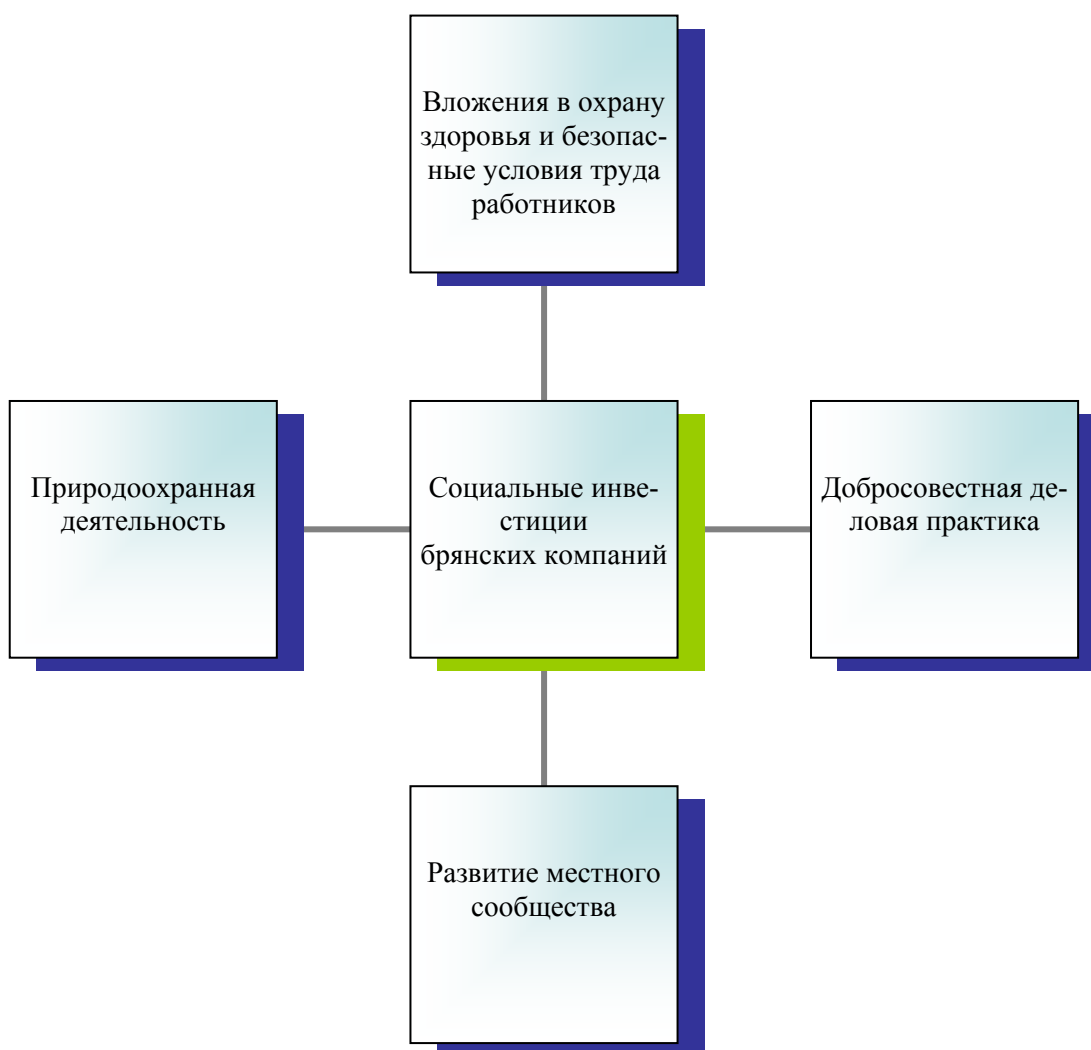 Вложения в охрану
здоровья и безопас-
ные условия труда
работников
Природоохранная
деятельность
Социальные инве-
стиции
брянских компаний
Добросовестная де-
ловая практика
Развитие местного
сообщества